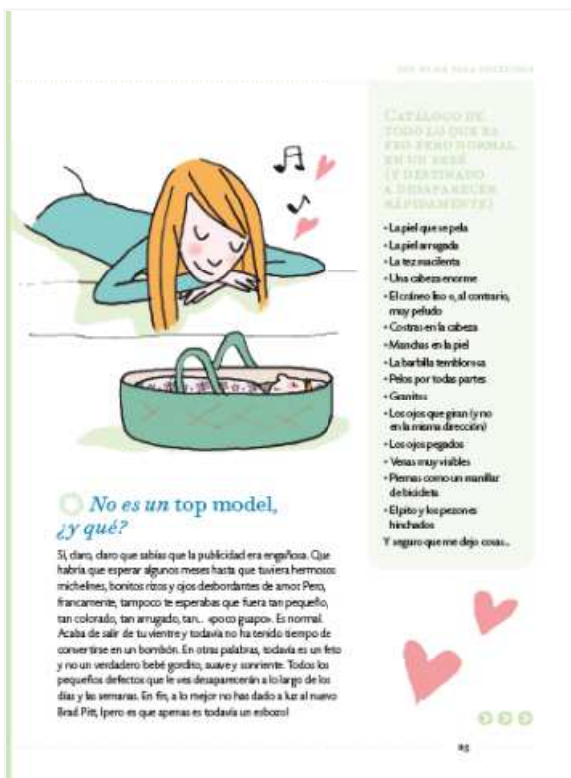 CATÁLOGO DE
TODO LO QUE ES
FEO PERO NORMAL
EN UN BEBÉ
(Y DESTINADO
A DESAPARECER
RÁPIDAMENTE)
• La piel que se pela
• La piel arrugada
• La tez macilenta
• Una cabeza enorme
• El cráneo liso o, al contrario,
muy peludo
• Costras en la cabeza
• Manchas en la piel
• La barbilla temblorosa
• Pelos por todas partes
• Granitos
• Los ojos que giran (y no
en la misma dirección)
• Los ojos pegados
• Venas muy visibles
• Piernas como un manillar
de bicicleta
• El pito y los pezones
hinchados
Y seguro que me dejo cosas...
No es un top model,
¿y qué?
Sí, claro, claro que sabías que la publicidad era engañosa. Que
habría que esperar algunos meses hasta que tuviera hermosos
michelines, bonitos rizos y ojos desbordantes de amor. Pero,
francamente, tampoco te esperabas que fuera tan pequeño,
tan colorado, tan arrugado, tan... «poco guapo». Es normal.
Acaba de salir de tu vientre y todavía no ha tenido tiempo de
convertirse en un bombón. En otras palabras, todavía es un feto
y no un verdadero bebé gordito, suave y sonriente. Todos los
pequeños defectos que le ves desaparecerán a lo largo de los
días y las semanas. En fin, a lo mejor no has dado a luz al nuevo
Brad Pitt, ¡pero es que apenas es todavía un esbozo!